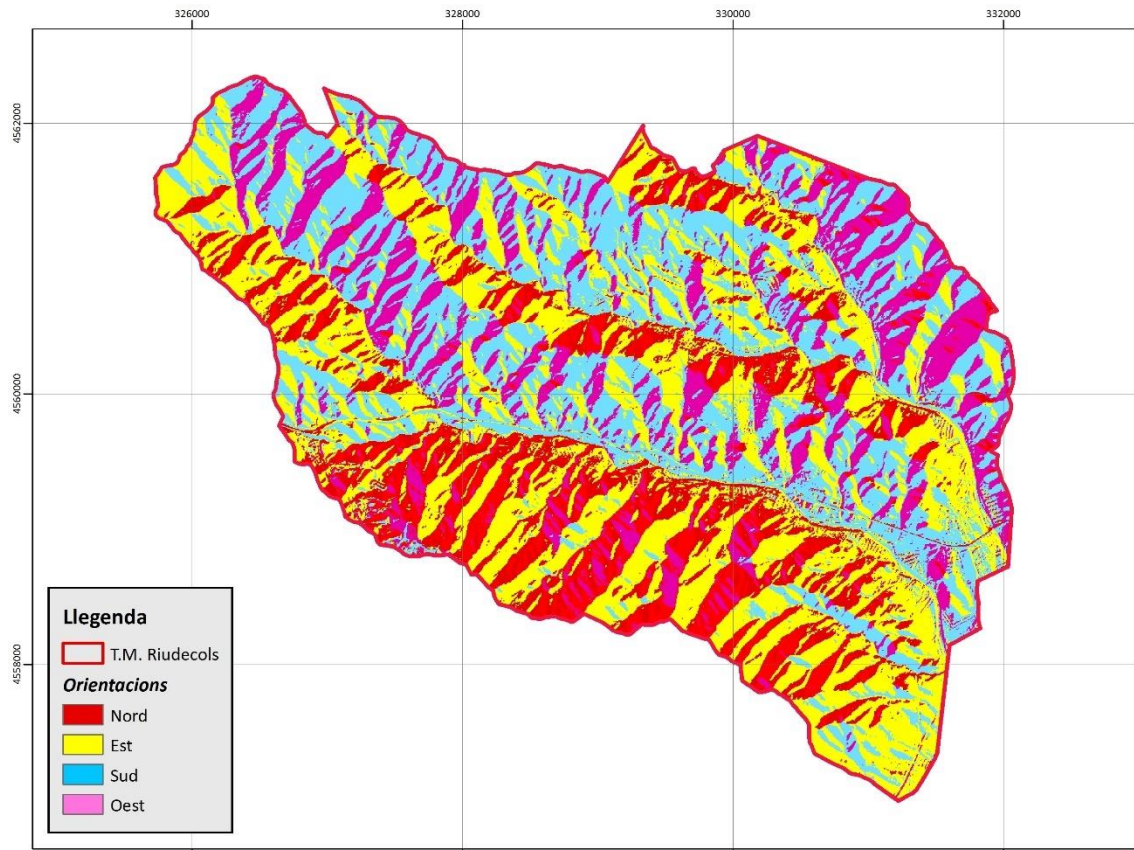 326000
328000
330000
332000
4562000
4560000
4558000
Llegenda
T.M. Riudecols
Orientacions
Nord
Est
Sud
Oest